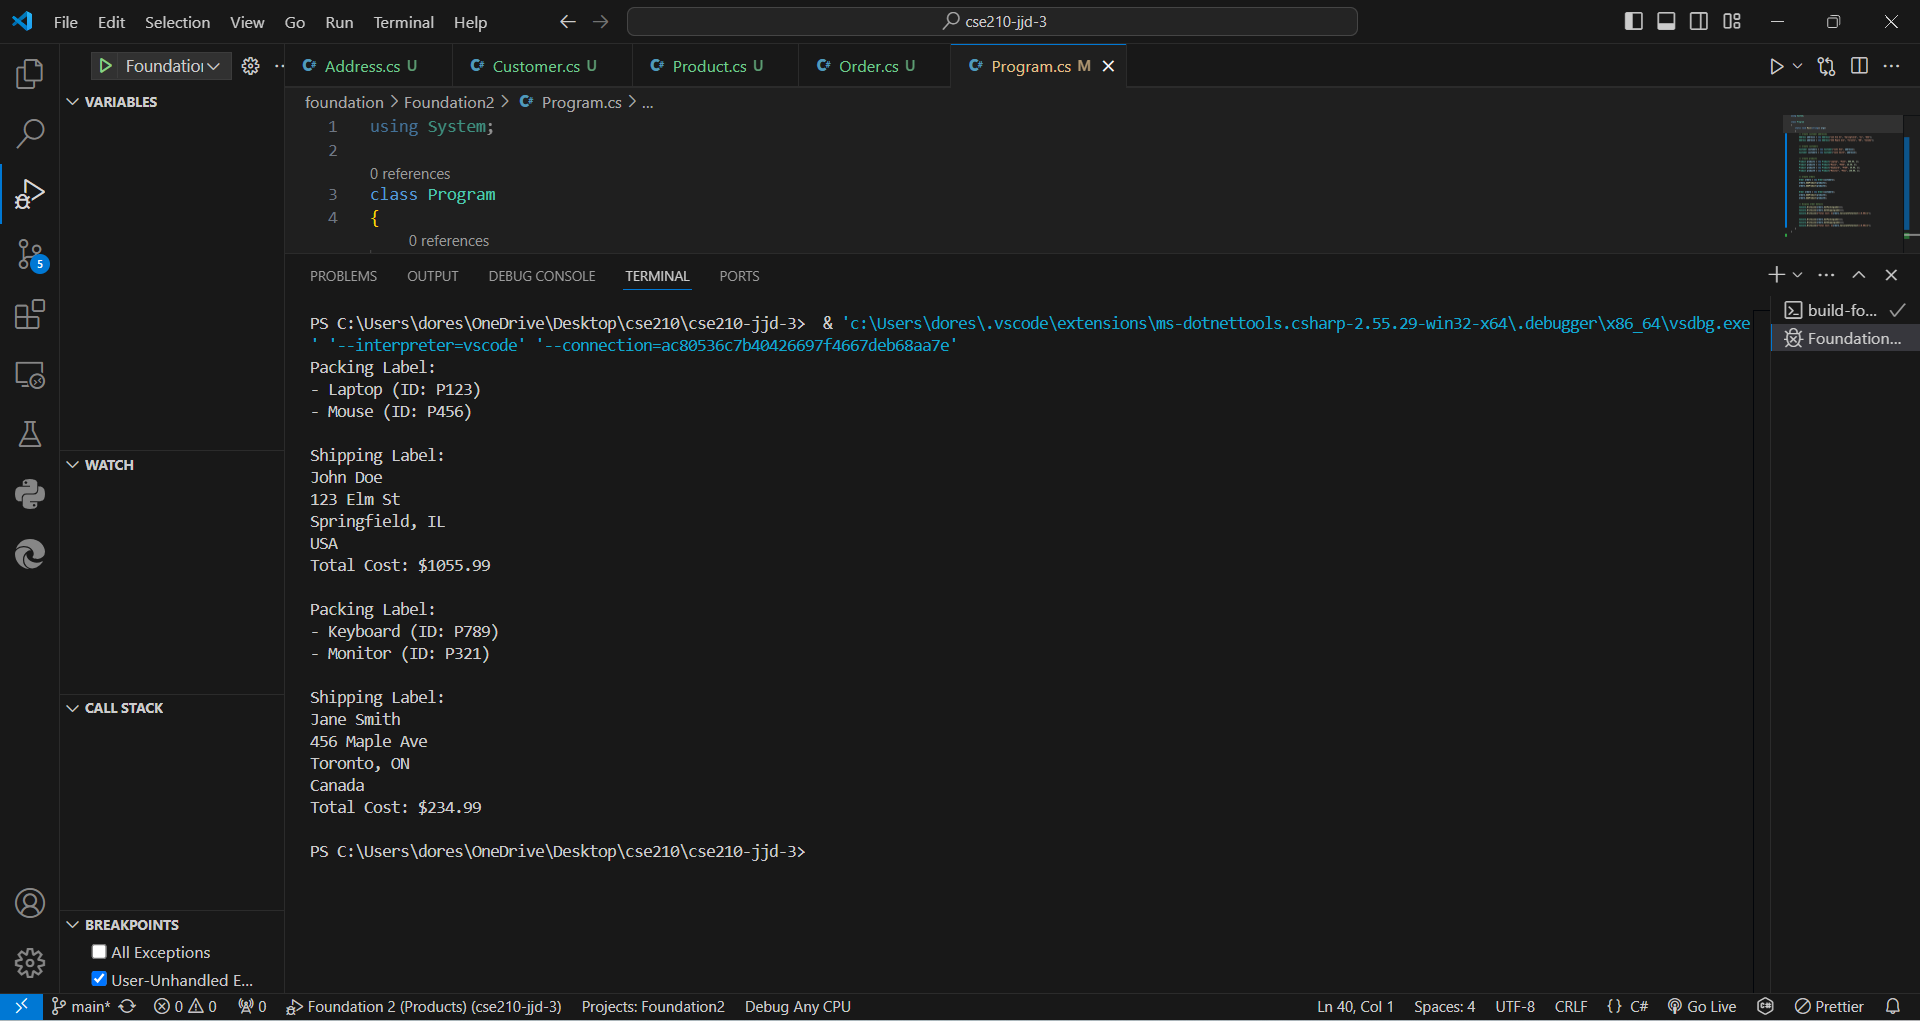 File Edit Selection View Go Run Terminal Help
cse210-jjd-3
Address.cs U
Customer.cs U
Product.cs U
Order.cs U
Program.cs M
foundation > Foundation2 > Program.cs > ...
VARIABLES
1 using System;
2
0 references
3 class Program
4 {
0 references
PROBLEMS OUTPUT DEBUG CONSOLE TERMINAL PORTS
PS C:\Users\dores\OneDrive\Desktop\cse210\cse210-jjd-3>  & 'c:\Users\dores\.vscode\extensions\ms-dotnettools.csharp-2.55.29-win32-x64\.debugger\x86_64\vsdbg.exe
' '--interpreter=vscode' '--connection=ac80536c7b40426697f4667deb68aa7e'
Packing Label:
- Laptop (ID: P123)
- Mouse (ID: P456)
Shipping Label:
John Doe
123 Elm St
Springfield, IL
USA
Total Cost: $1055.99
Packing Label:
- Keyboard (ID: P789)
- Monitor (ID: P321)
Shipping Label:
Jane Smith
456 Maple Ave
Toronto, ON
Canada
Total Cost: $234.99
PS C:\Users\dores\OneDrive\Desktop\cse210\cse210-jjd-3>
build-fo...
Foundation...
WATCH
CALL STACK
BREAKPOINTS
All Exceptions
User-Unhandled E...
5
main* 0 0 0 Foundation 2 (Products) (cse210-jjd-3) Projects: Foundation2 Debug Any CPU Ln 40, Col 1 Spaces: 4 UTF-8 CRLF {} C# Go Live Prettier